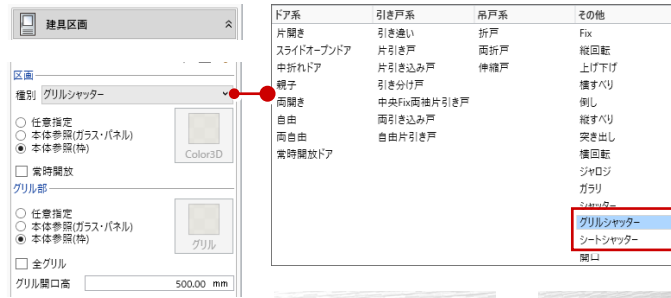 建具区画
区画
種別 グリルシャッター
任意指定
本体参照(ガラス・パネル)
本体参照(枠)
Color3D
常時開放
グリル部
任意指定
本体参照(ガラス・パネル)
本体参照(枠)
グリル
全グリル
グリル開口高 500.00 mm
ドア系 引き戸系 吊戸系 その他
片開き 引き違い 折戸 Fix
スライドオープンドア 片引き戸 両折戸 縦回転
中折れドア 片引き込み戸 伸縮戸 上げ下げ
親子 引き分け戸 横すべり
両開き 中央Fix両袖片引き戸 倒し
自由 両引き込み戸 縦すべり
両自由 自由片引き戸 突き出し
常時開放ドア 横回転
ジャロジ
ガラリ
シャッター
グリルシャッター
シートシャッター
開口